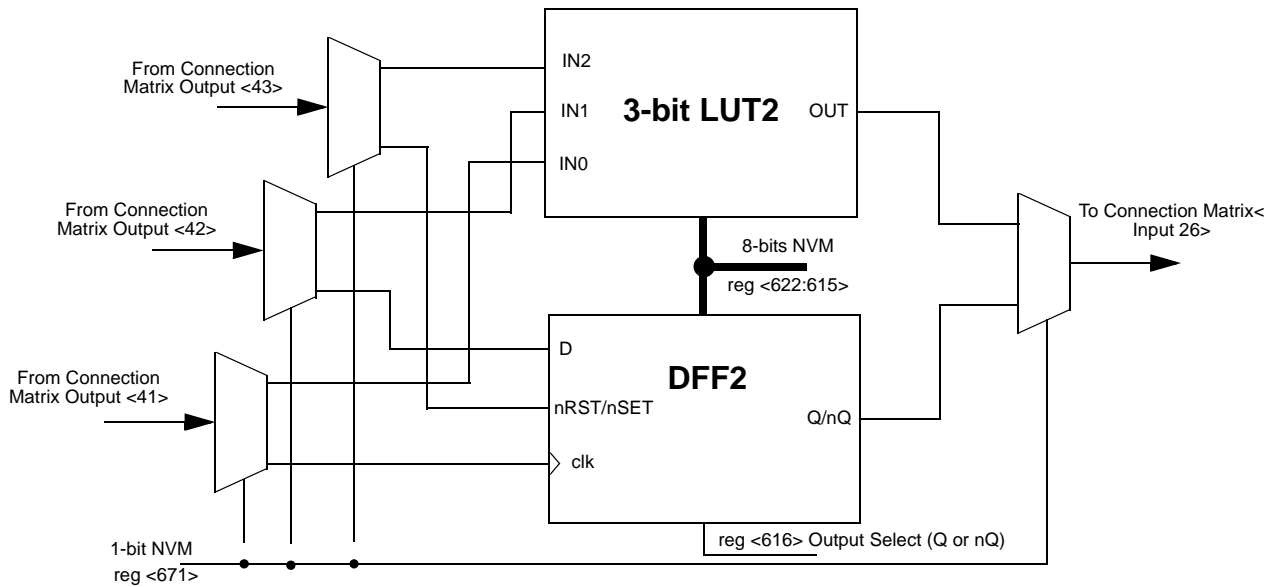 From Connection
Matrix Output <43>
IN2
IN1
IN0
3-bit LUT2
OUT
From Connection
Matrix Output <42>
To Connection Matrix<
Input 26>
8-bits NVM
reg <622:615>
From Connection
Matrix Output <41>
D
nRST/nSET
clk
DFF2
Q/nQ
reg <616> Output Select (Q or nQ)
1-bit NVM
reg <671>